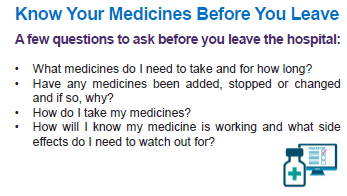 Know Your Medicines Before You Leave
A few questions to ask before you leave the hospital:
• What medicines do I need to take and for how long?
• Have any medicines been added, stopped or changed
and if so, why?
• How do I take my medicines?
• How will I know my medicine is working and what side
effects do I need to watch out for?